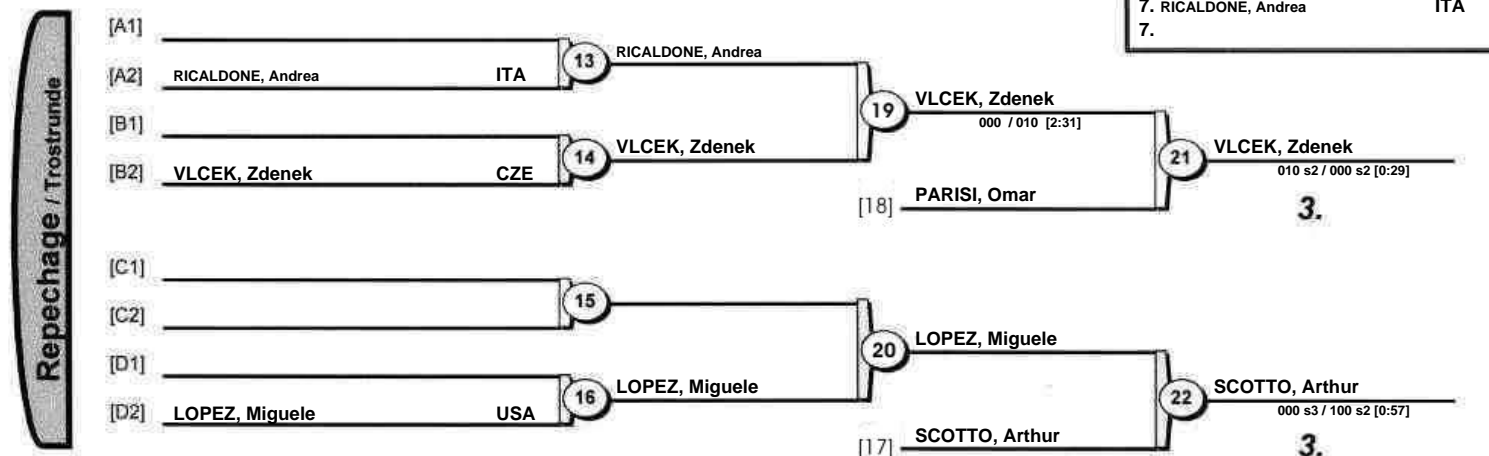 7. RICALDONE, Andrea ITA
7.
Repechage / Trostrunde
[A1]
[A2] RICALDONE, Andrea ITA
13 RICALDONE, Andrea
[B1]
[B2] VLCEK, Zdenek CZE
14 VLCEK, Zdenek
19 VLCEK, Zdenek
000 / 010 [2:31]
[18] PARISI, Omar
21 VLCEK, Zdenek
010 s2 / 000 s2 [0:29]
3.
[C1]
[C2]
15
[D1]
[D2] LOPEZ, Miguele USA
16 LOPEZ, Miguele
20 LOPEZ, Miguele
[17] SCOTTO, Arthur
22 SCOTTO, Arthur
000 s3 / 100 s2 [0:57]
3.